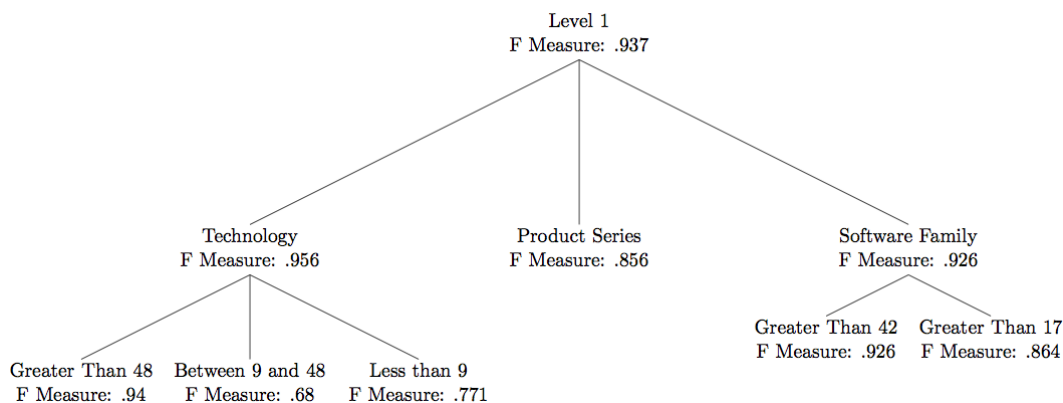 Level 1
F Measure: .937
Technology
F Measure: .956
Product Series
F Measure: .856
Software Family
F Measure: .926
Greater Than 42
F Measure: .926
Greater Than 17
F Measure: .864
Greater Than 48
F Measure: .94
Between 9 and 48
F Measure: .68
Less than 9
F Measure: .771